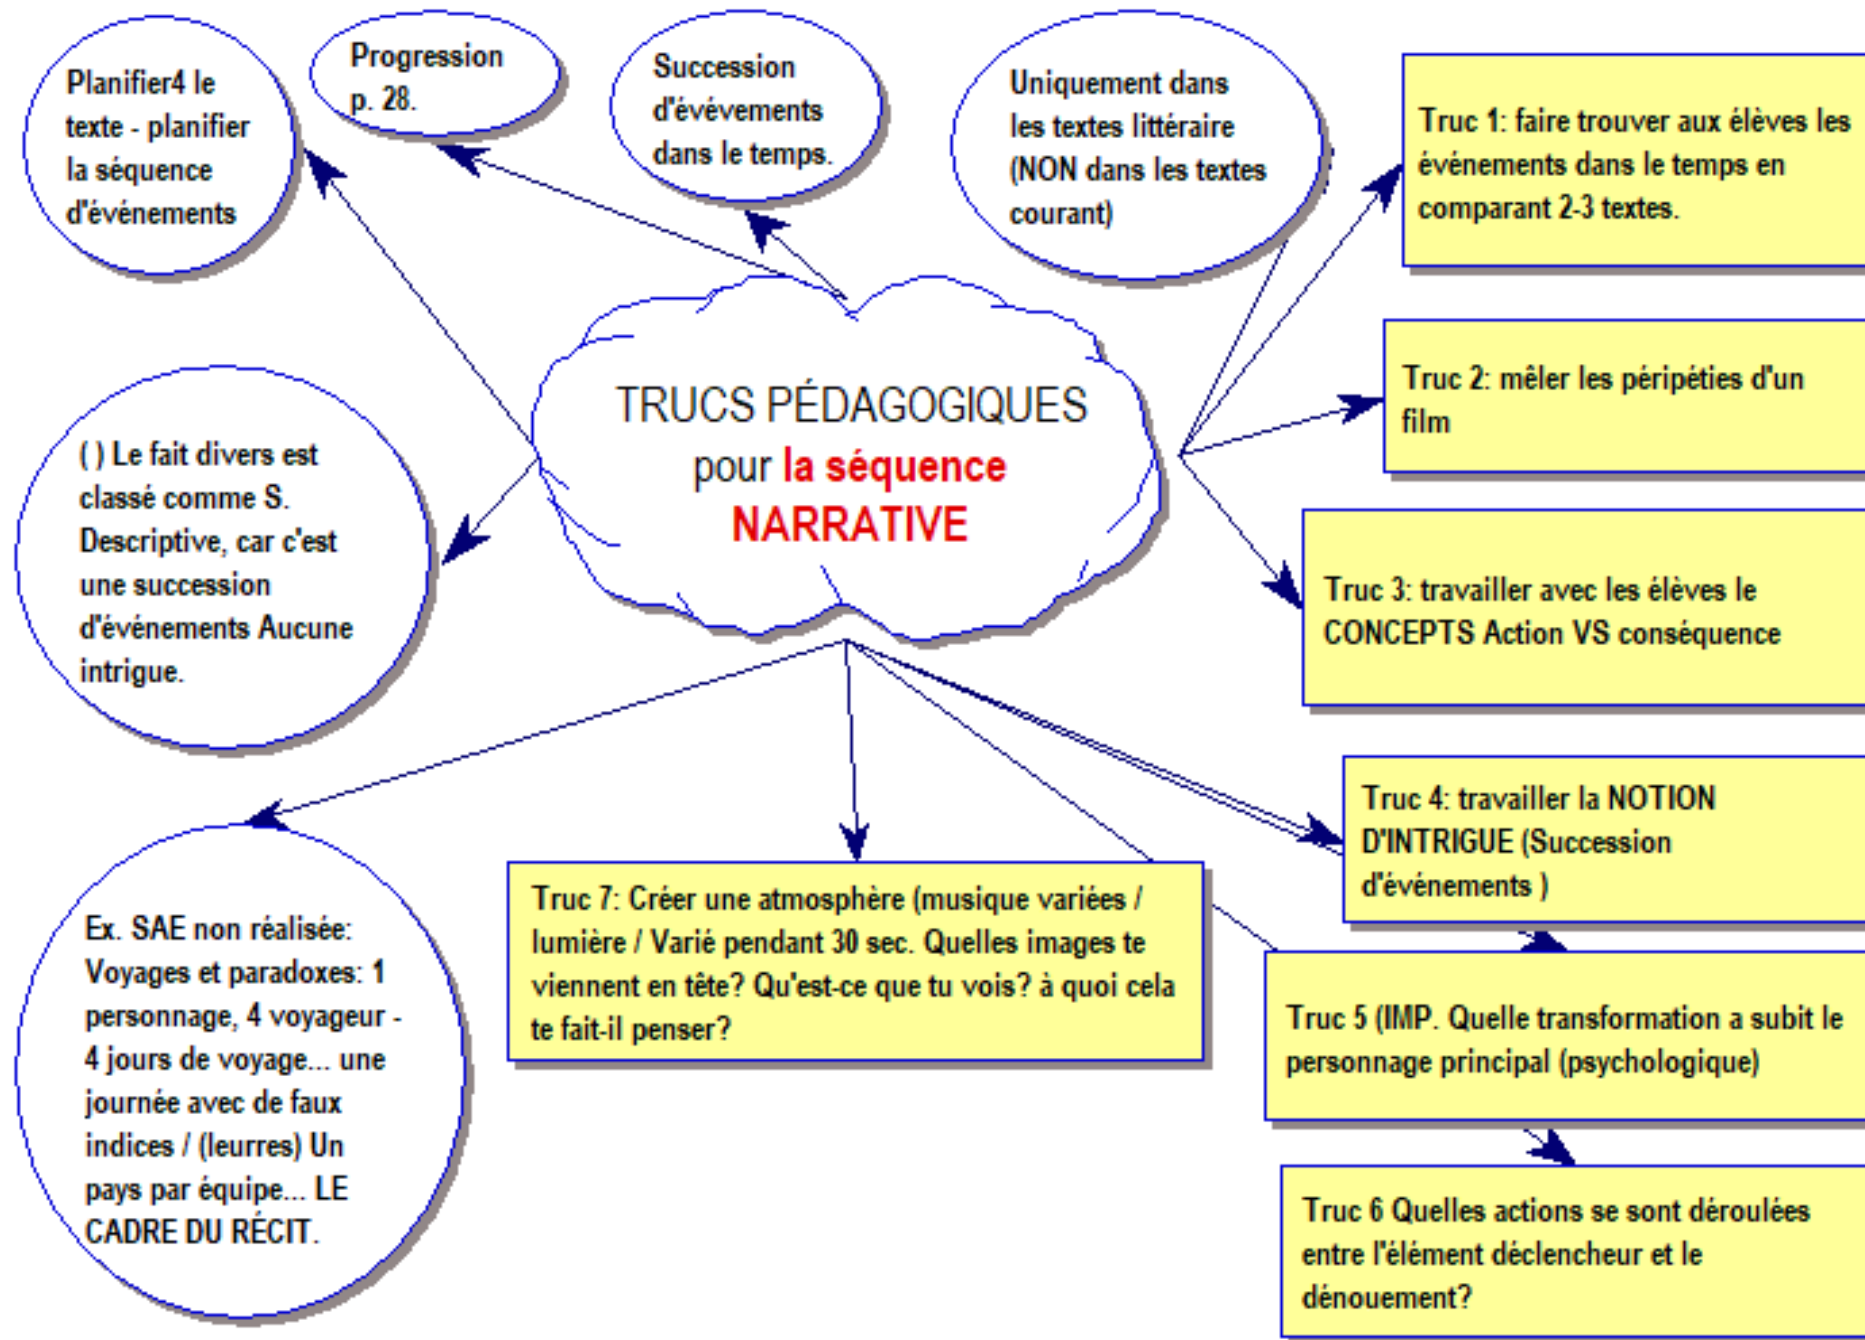 Planifier4 le
texte - planifier
la séquence
d'événements
Progression
p. 28.
Succession
d'évévements
dans le temps.
Uniquement dans
les textes littéraire
(NON dans les textes
courant)
Truc 1: faire trouver aux élèves les
événements dans le temps en
comparant 2-3 textes.
Truc 2: mêler les péripéties d'un
film
TRUCS PÉDAGOGIQUES
pour la séquence
NARRATIVE
( ) Le fait divers est
classé comme S.
Descriptive, car c'est
une succession
d'événements Aucune
intrigue.
Truc 3: travailler avec les élèves le
CONCEPTS Action VS conséquence
Truc 4: travailler la NOTION
D'INTRIGUE (Succession
d'événements )
Truc 7: Créer une atmosphère (musique variées /
lumière / Varié pendant 30 sec. Quelles images te
viennent en tête? Qu'est-ce que tu vois? à quoi cela
te fait-il penser?
Ex. SAE non réalisée:
Voyages et paradoxes: 1
personnage, 4 voyageur -
4 jours de voyage... une
journée avec de faux
indices / (leurres) Un
pays par équipe... LE
CADRE DU RÉCIT.
Truc 5 (IMP. Quelle transformation a subit le
personnage principal (psychologique)
Truc 6 Quelles actions se sont déroulées
entre l'élément déclencheur et le
dénouement?